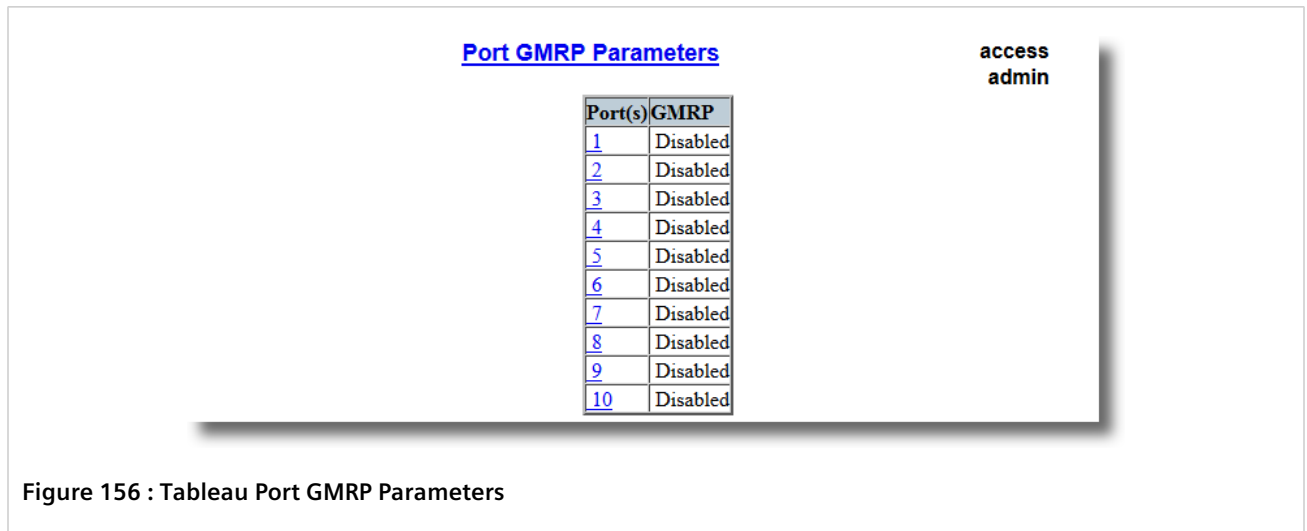 Port GMRP Parameters
access
admin
Port(s) GMRP
1 Disabled
2 Disabled
3 Disabled
4 Disabled
5 Disabled
6 Disabled
7 Disabled
8 Disabled
9 Disabled
10 Disabled
Figure 156 : Tableau Port GMRP Parameters